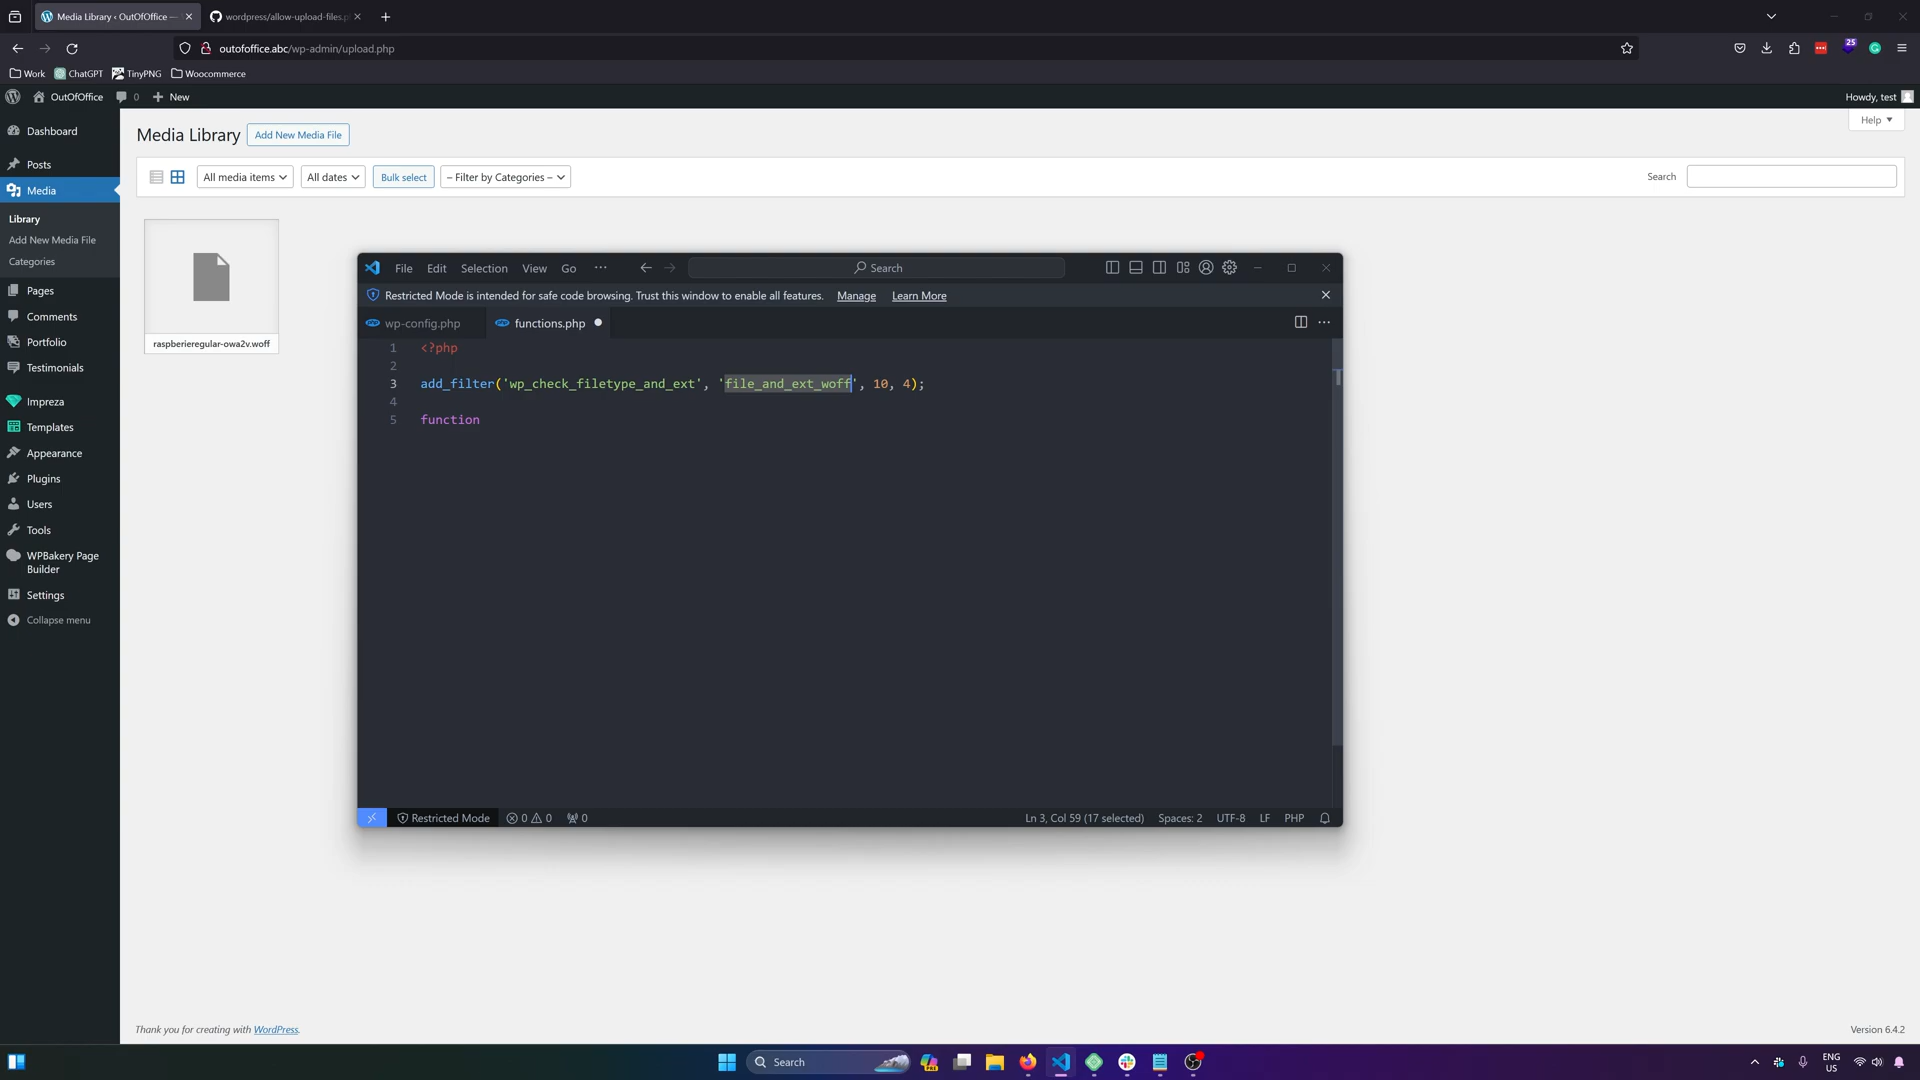 Media Library ‹ OutOfOffice —
wordpress/allow-upload-files.p
outofoffice.abc/wp-admin/upload.php
25
Work
ChatGPT
TinyPNG
Woocommerce
OutOfOffice
0
New
Howdy, test
Dashboard
Posts
Media
Library
Add New Media File
Categories
Pages
Comments
Portfolio
Testimonials
Impreza
Templates
Appearance
Plugins
Users
Tools
WPBakery Page
Builder
Settings
Collapse menu
Media Library
Add New Media File
Help
All media items
All dates
Bulk select
– Filter by Categories –
Search
raspberieregular-owa2v.woff
File
Edit
Selection
View
Go
Search
Restricted Mode is intended for safe code browsing. Trust this window to enable all features.
Manage
Learn More
wp-config.php
functions.php
1 <?php
2
3 add_filter('wp_check_filetype_and_ext', 'file_and_ext_woff', 10, 4);
4
5 function
Restricted Mode
0
0
0
Ln 3, Col 59 (17 selected)
Spaces: 2
UTF-8
LF
PHP
Thank you for creating with WordPress.
Version 6.4.2
Search
ENG
US